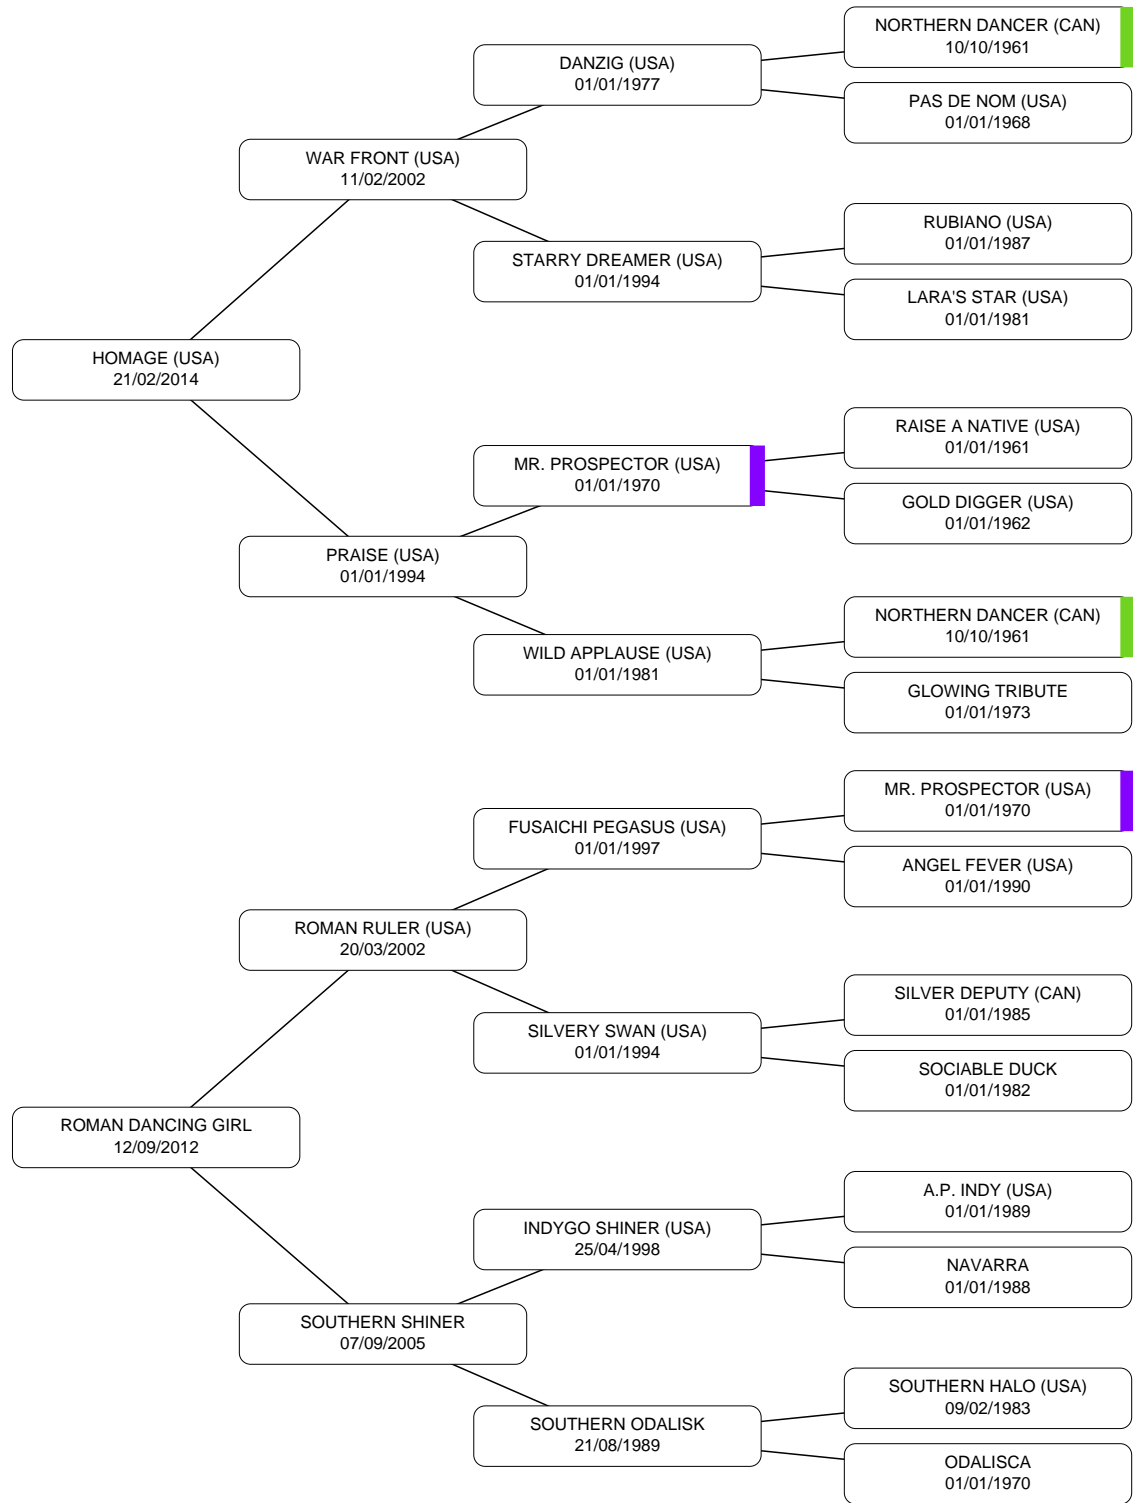 NORTHERN DANCER (CAN)
10/10/1961
DANZIG (USA)
01/01/1977
PAS DE NOM (USA)
01/01/1968
WAR FRONT (USA)
11/02/2002
RUBIANO (USA)
01/01/1987
STARRY DREAMER (USA)
01/01/1994
LARA'S STAR (USA)
01/01/1981
HOMAGE (USA)
21/02/2014
RAISE A NATIVE (USA)
01/01/1961
MR. PROSPECTOR (USA)
01/01/1970
GOLD DIGGER (USA)
01/01/1962
PRAISE (USA)
01/01/1994
NORTHERN DANCER (CAN)
10/10/1961
WILD APPLAUSE (USA)
01/01/1981
GLOWING TRIBUTE
01/01/1973
MR. PROSPECTOR (USA)
01/01/1970
FUSAICHI PEGASUS (USA)
01/01/1997
ANGEL FEVER (USA)
01/01/1990
ROMAN RULER (USA)
20/03/2002
SILVER DEPUTY (CAN)
01/01/1985
SILVERY SWAN (USA)
01/01/1994
SOCIABLE DUCK
01/01/1982
ROMAN DANCING GIRL
12/09/2012
A.P. INDY (USA)
01/01/1989
INDYGO SHINER (USA)
25/04/1998
NAVARRA
01/01/1988
SOUTHERN SHINER
07/09/2005
SOUTHERN HALO (USA)
09/02/1983
SOUTHERN ODALISK
21/08/1989
ODALISCA
01/01/1970